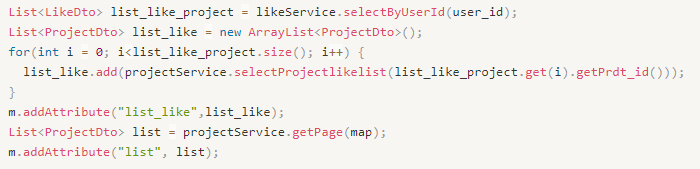 List<LikeDto> list_like_project = likeService.selectByUserId(user_id);
List<ProjectDto> list_like = new ArrayList<ProjectDto>();
for(int i = 0; i<list_like_project.size(); i++) {
  list_like.add(projectService.selectProjectlikelist(list_like_project.get(i).getPrdt_id()));
}
m.addAttribute("list_like",list_like);
List<ProjectDto> list = projectService.getPage(map);
m.addAttribute("list", list);